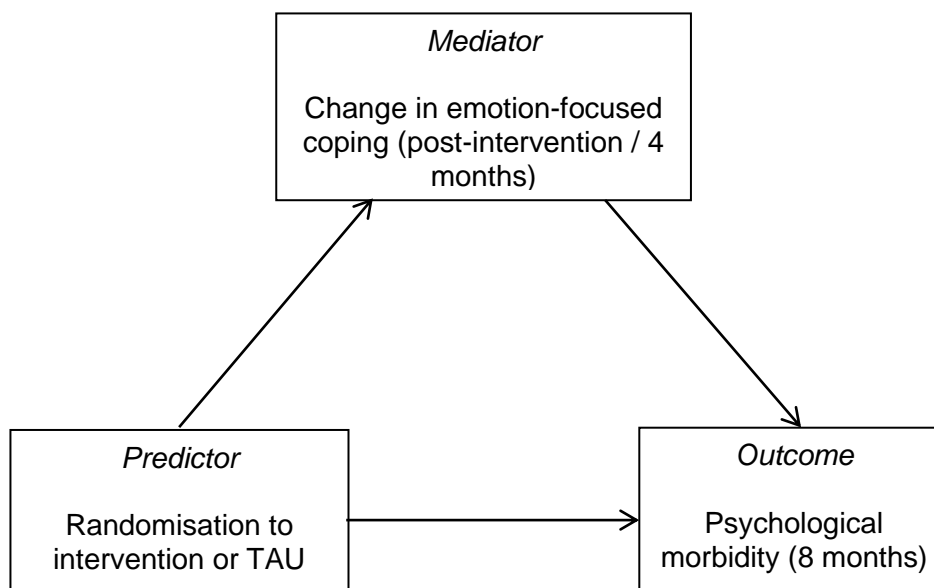 Mediator
Change in emotion-focused
coping (post-intervention / 4
months)
Predictor
Randomisation to
intervention or TAU
Outcome
Psychological
morbidity (8 months)